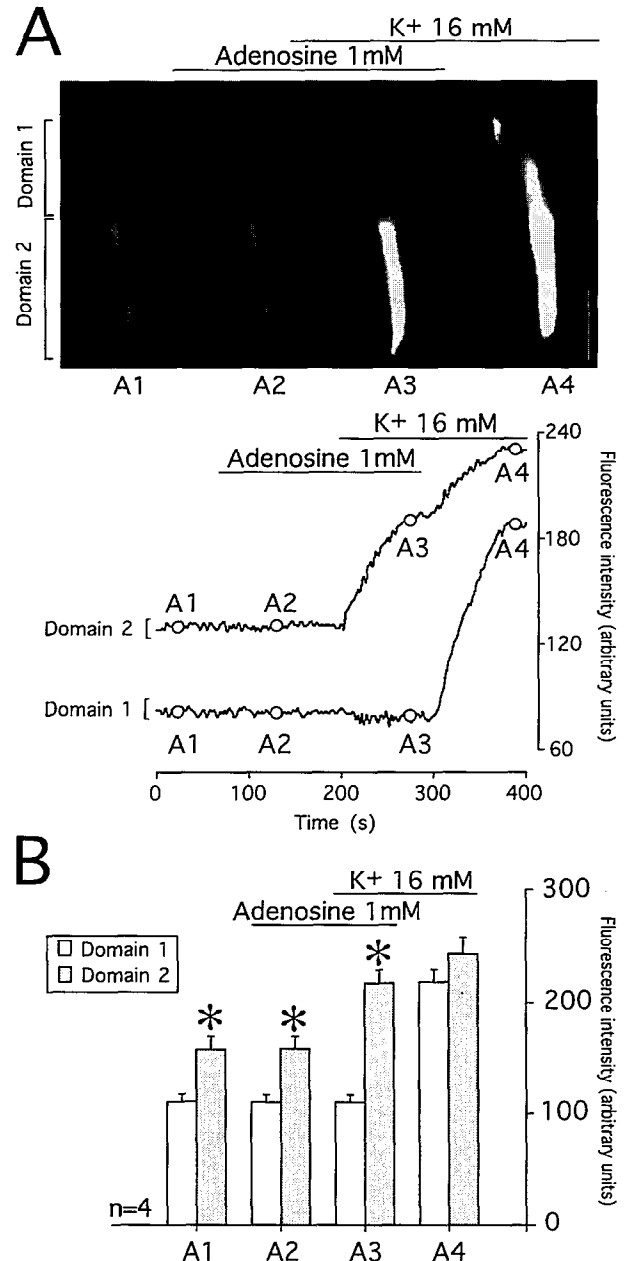 A
K+ 16 mM
Adenosine 1mM
Domain 1
Domain 2
A1 A2 A3 A4
K+ 16 mM
Adenosine 1mM
240
180
120
60
Fluorescence intensity (arbitrary units)
A4
A3
A4
A1 A2
Domain 2 [
Domain 1 [
A1 A2 A3
0 100 200 300 400
Time (s)
B
K+ 16 mM
Adenosine 1mM
Domain 1
Domain 2
* * *
300
200
100
0
Fluorescence intensity (arbitrary units)
n=4
A1 A2 A3 A4